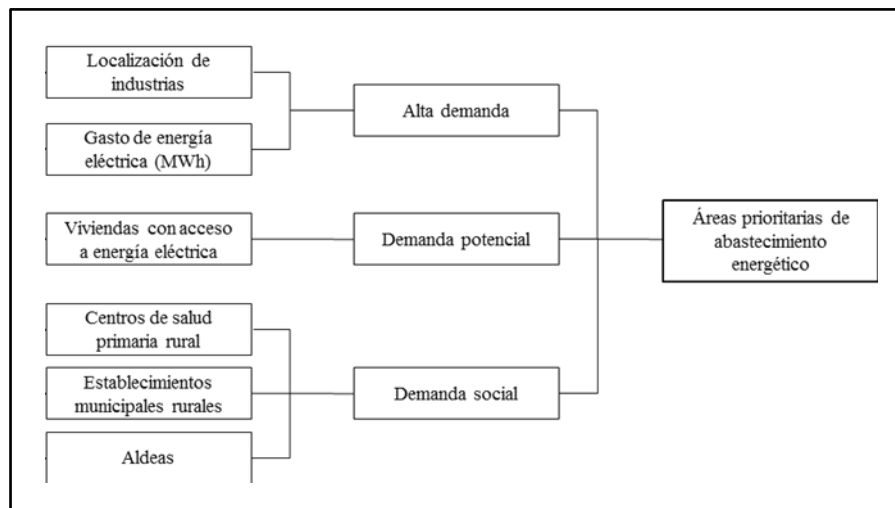 Localización de
industrias
Gasto de energía
eléctrica (MWh)
Alta demanda
Viviendas con acceso
a energía eléctrica
Demanda potencial
Áreas prioritarias de
abastecimiento
energético
Centros de salud
primaria rural
Establecimientos
municipales rurales
Demanda social
Aldeas